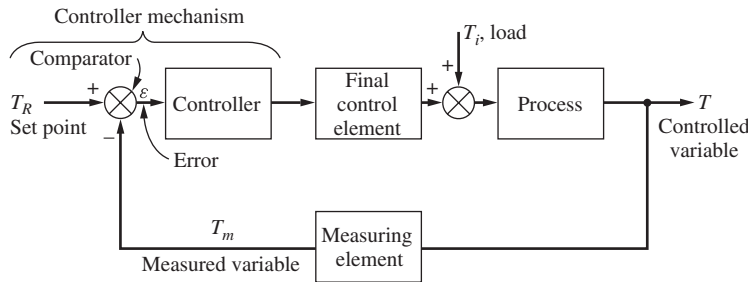 Controller mechanism
Comparator
T_i, load
+
+
ε
+
T_R
Set point
−
Error
Controller
Final
control
element
Process
T
Controlled
variable
T_m
Measured variable
Measuring
element